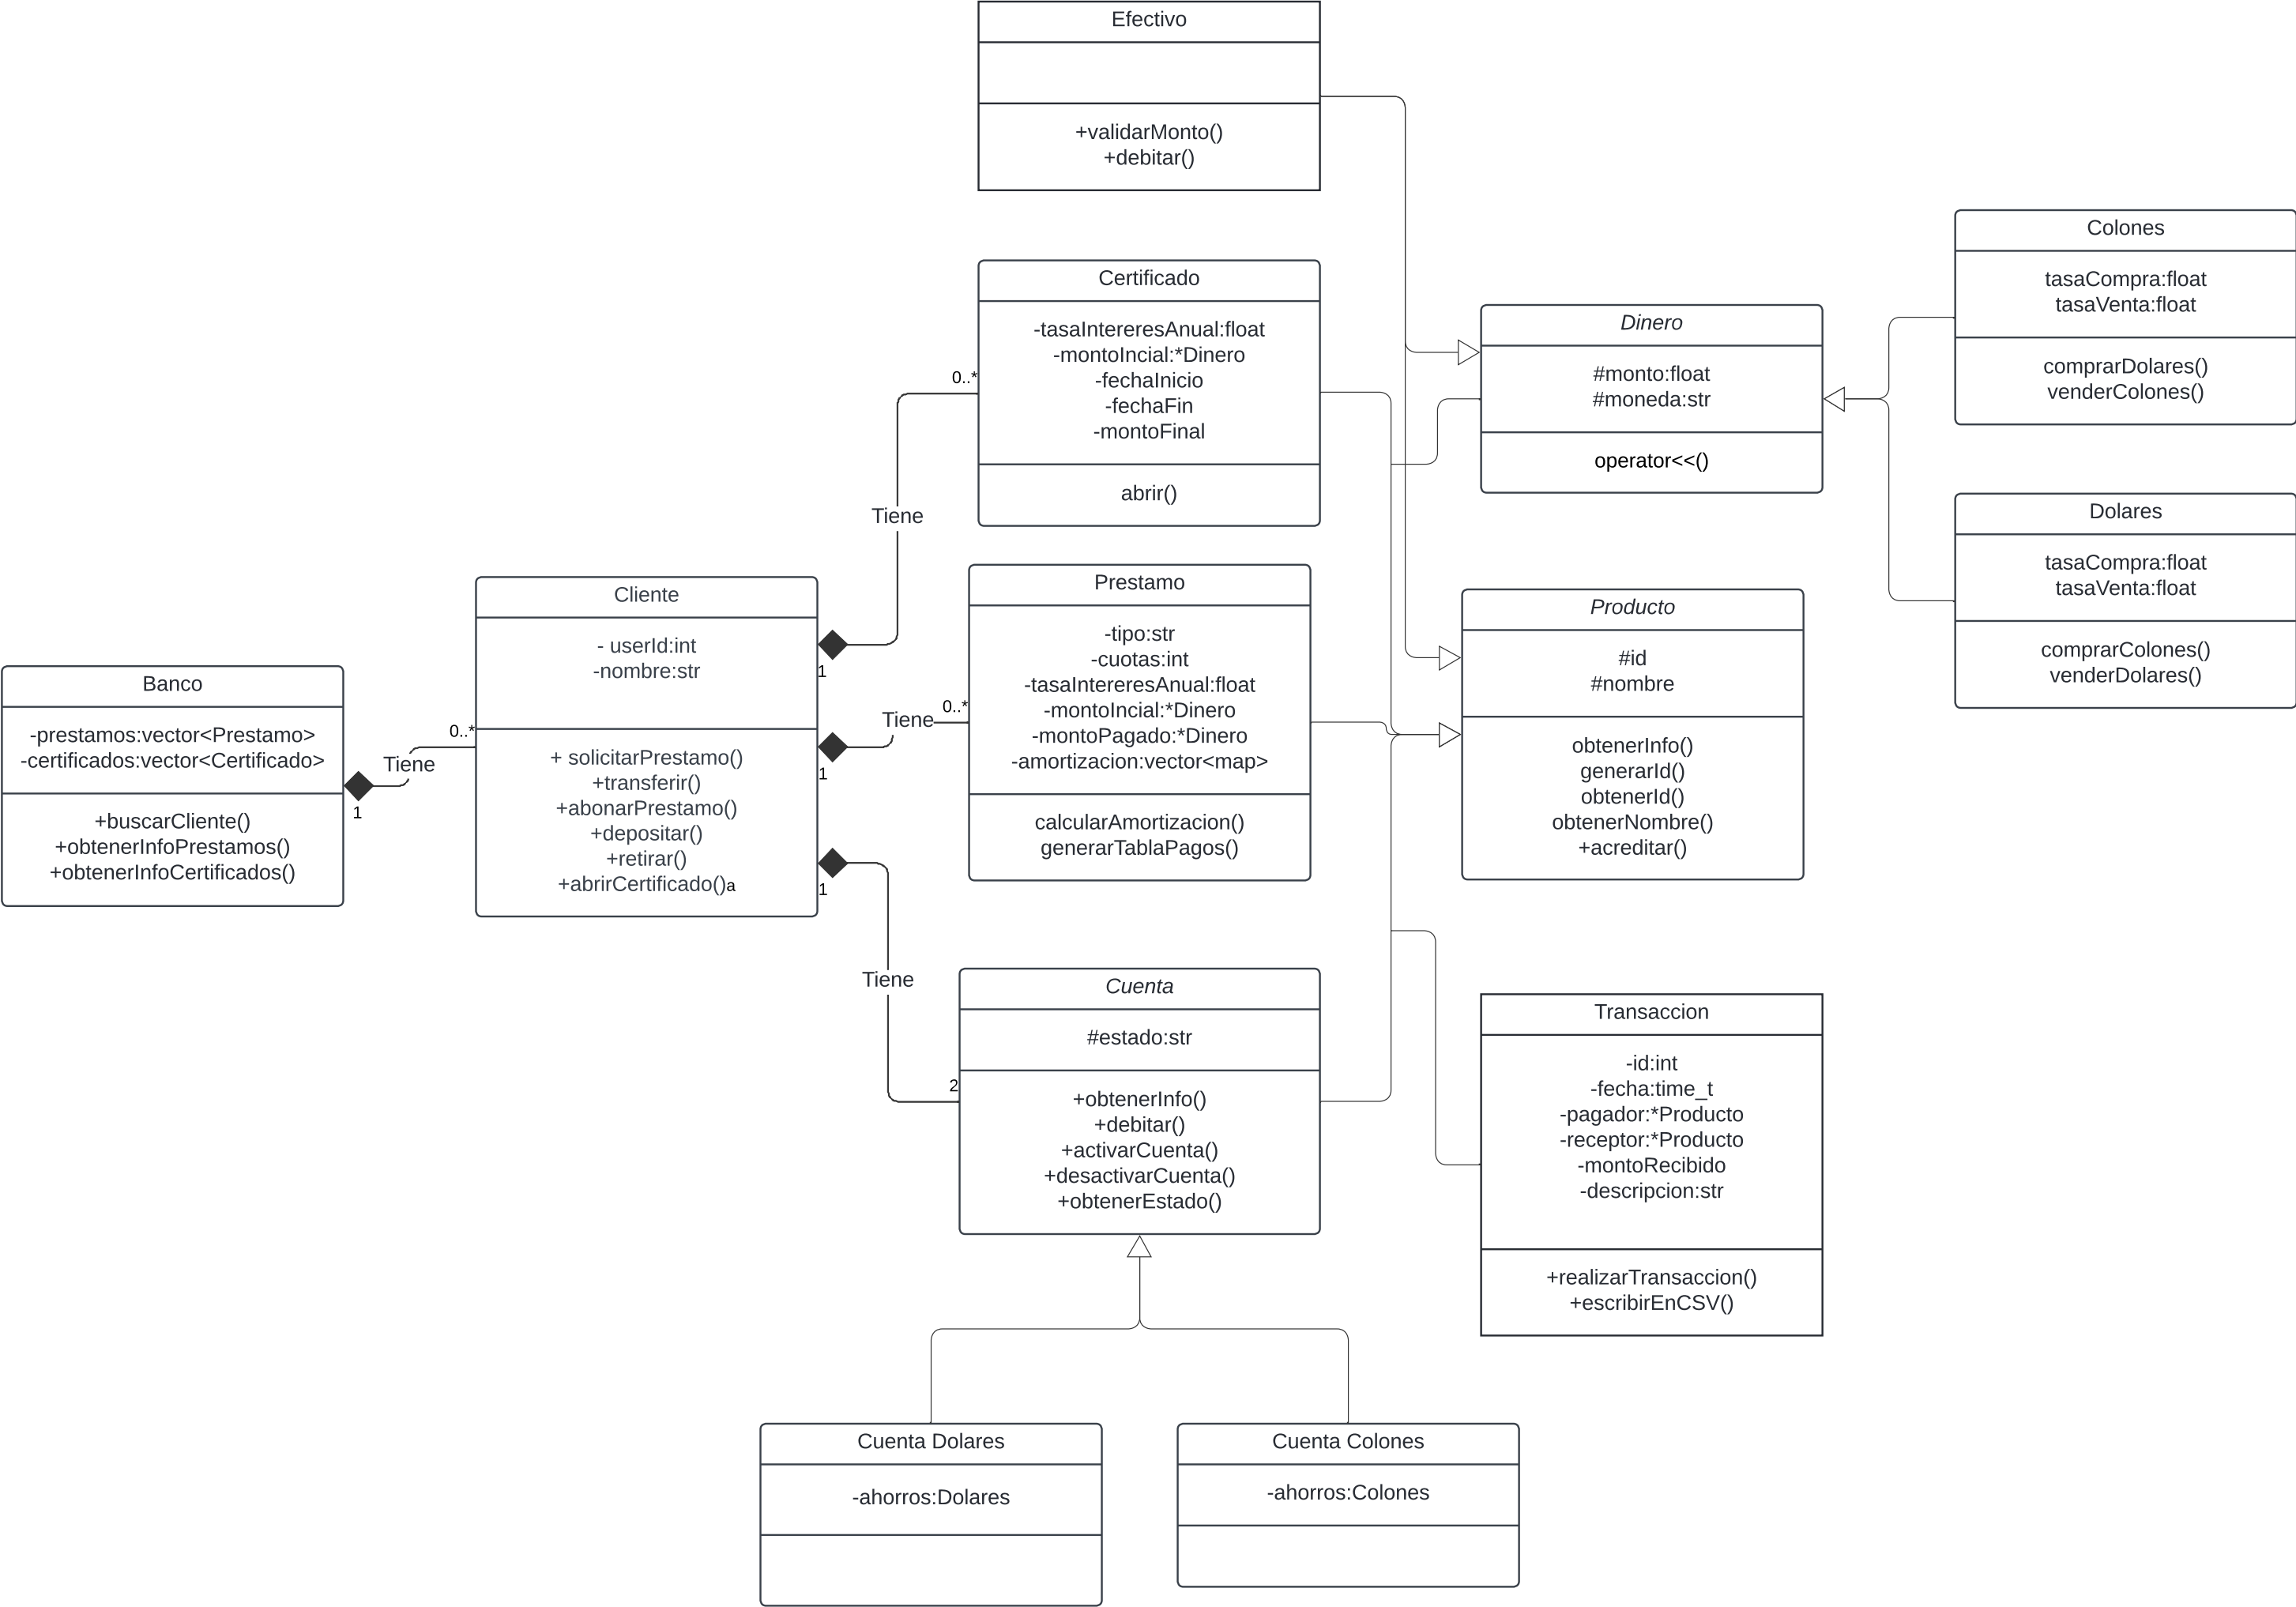 Efectivo
+validarMonto()
+debitar()
Certificado
-tasaIntereresAnual:float
-montoIncial:*Dinero
-fechaInicio
-fechaFin
-montoFinal
abrir()
Colones
tasaCompra:float
tasaVenta:float
comprarDolares()
venderColones()
Dinero
#monto:float
#moneda:str
operator<<()
Dolares
tasaCompra:float
tasaVenta:float
comprarColones()
venderDolares()
Banco
-prestamos:vector<Prestamo>
-certificados:vector<Certificado>
+buscarCliente()
+obtenerInfoPrestamos()
+obtenerInfoCertificados()
1
Tiene
0..*
Cliente
- userId:int
-nombre:str
+ solicitarPrestamo()
+transferir()
+abonarPrestamo()
+depositar()
+retirar()
+abrirCertificado()a
1
Tiene
0..*
1
Tiene
0..*
1
Tiene
2
Prestamo
-tipo:str
-cuotas:int
-tasaIntereresAnual:float
-montoIncial:*Dinero
-montoPagado:*Dinero
-amortizacion:vector<map>
calcularAmortizacion()
generarTablaPagos()
Producto
#id
#nombre
obtenerInfo()
generarId()
obtenerId()
obtenerNombre()
+acreditar()
Cuenta
#estado:str
+obtenerInfo()
+debitar()
+activarCuenta()
+desactivarCuenta()
+obtenerEstado()
Transaccion
-id:int
-fecha:time_t
-pagador:*Producto
-receptor:*Producto
-montoRecibido
-descripcion:str
+realizarTransaccion()
+escribirEnCSV()
Cuenta Dolares
-ahorros:Dolares
Cuenta Colones
-ahorros:Colones